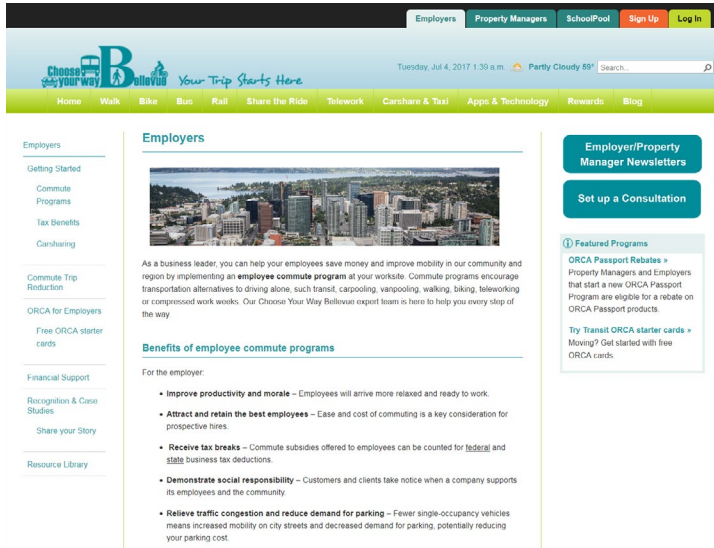 Employers Property Managers SchoolPool Sign Up Log In
Choose your way Bellevue Your Trip Starts Here
Tuesday, Jul 4, 2017 1:39 a.m. Partly Cloudy 59° Search...
Home Walk Bike Bus Rail Share the Ride Telework Carshare & Taxi Apps & Technology Rewards Blog
Employers
Getting Started
Commute
Programs
Tax Benefits
Carsharing
Commute Trip
Reduction
ORCA for Employers
Free ORCA starter
cards
Financial Support
Recognition & Case
Studies
Share your Story
Resource Library
Employers
As a business leader, you can help your employees save money and improve mobility in our community and
region by implementing an employee commute program at your worksite. Commute programs encourage
transportation alternatives to driving alone, such transit, carpooling, vanpooling, walking, biking, teleworking
or compressed work weeks. Our Choose Your Way Bellevue expert team is here to help you every step of
the way.
Benefits of employee commute programs
For the employer:
• Improve productivity and morale – Employees will arrive more relaxed and ready to work.
• Attract and retain the best employees – Ease and cost of commuting is a key consideration for
prospective hires.
• Receive tax breaks – Commute subsidies offered to employees can be counted for federal and
state business tax deductions.
• Demonstrate social responsibility – Customers and clients take notice when a company supports
its employees and the community.
• Relieve traffic congestion and reduce demand for parking – Fewer single-occupancy vehicles
means increased mobility on city streets and decreased demand for parking, potentially reducing
your parking cost.
Employer/Property
Manager Newsletters
Set up a Consultation
Featured Programs
ORCA Passport Rebates »
Property Managers and Employers
that start a new ORCA Passport
Program are eligible for a rebate on
ORCA Passport products.
Try Transit ORCA starter cards »
Moving? Get started with free
ORCA cards.